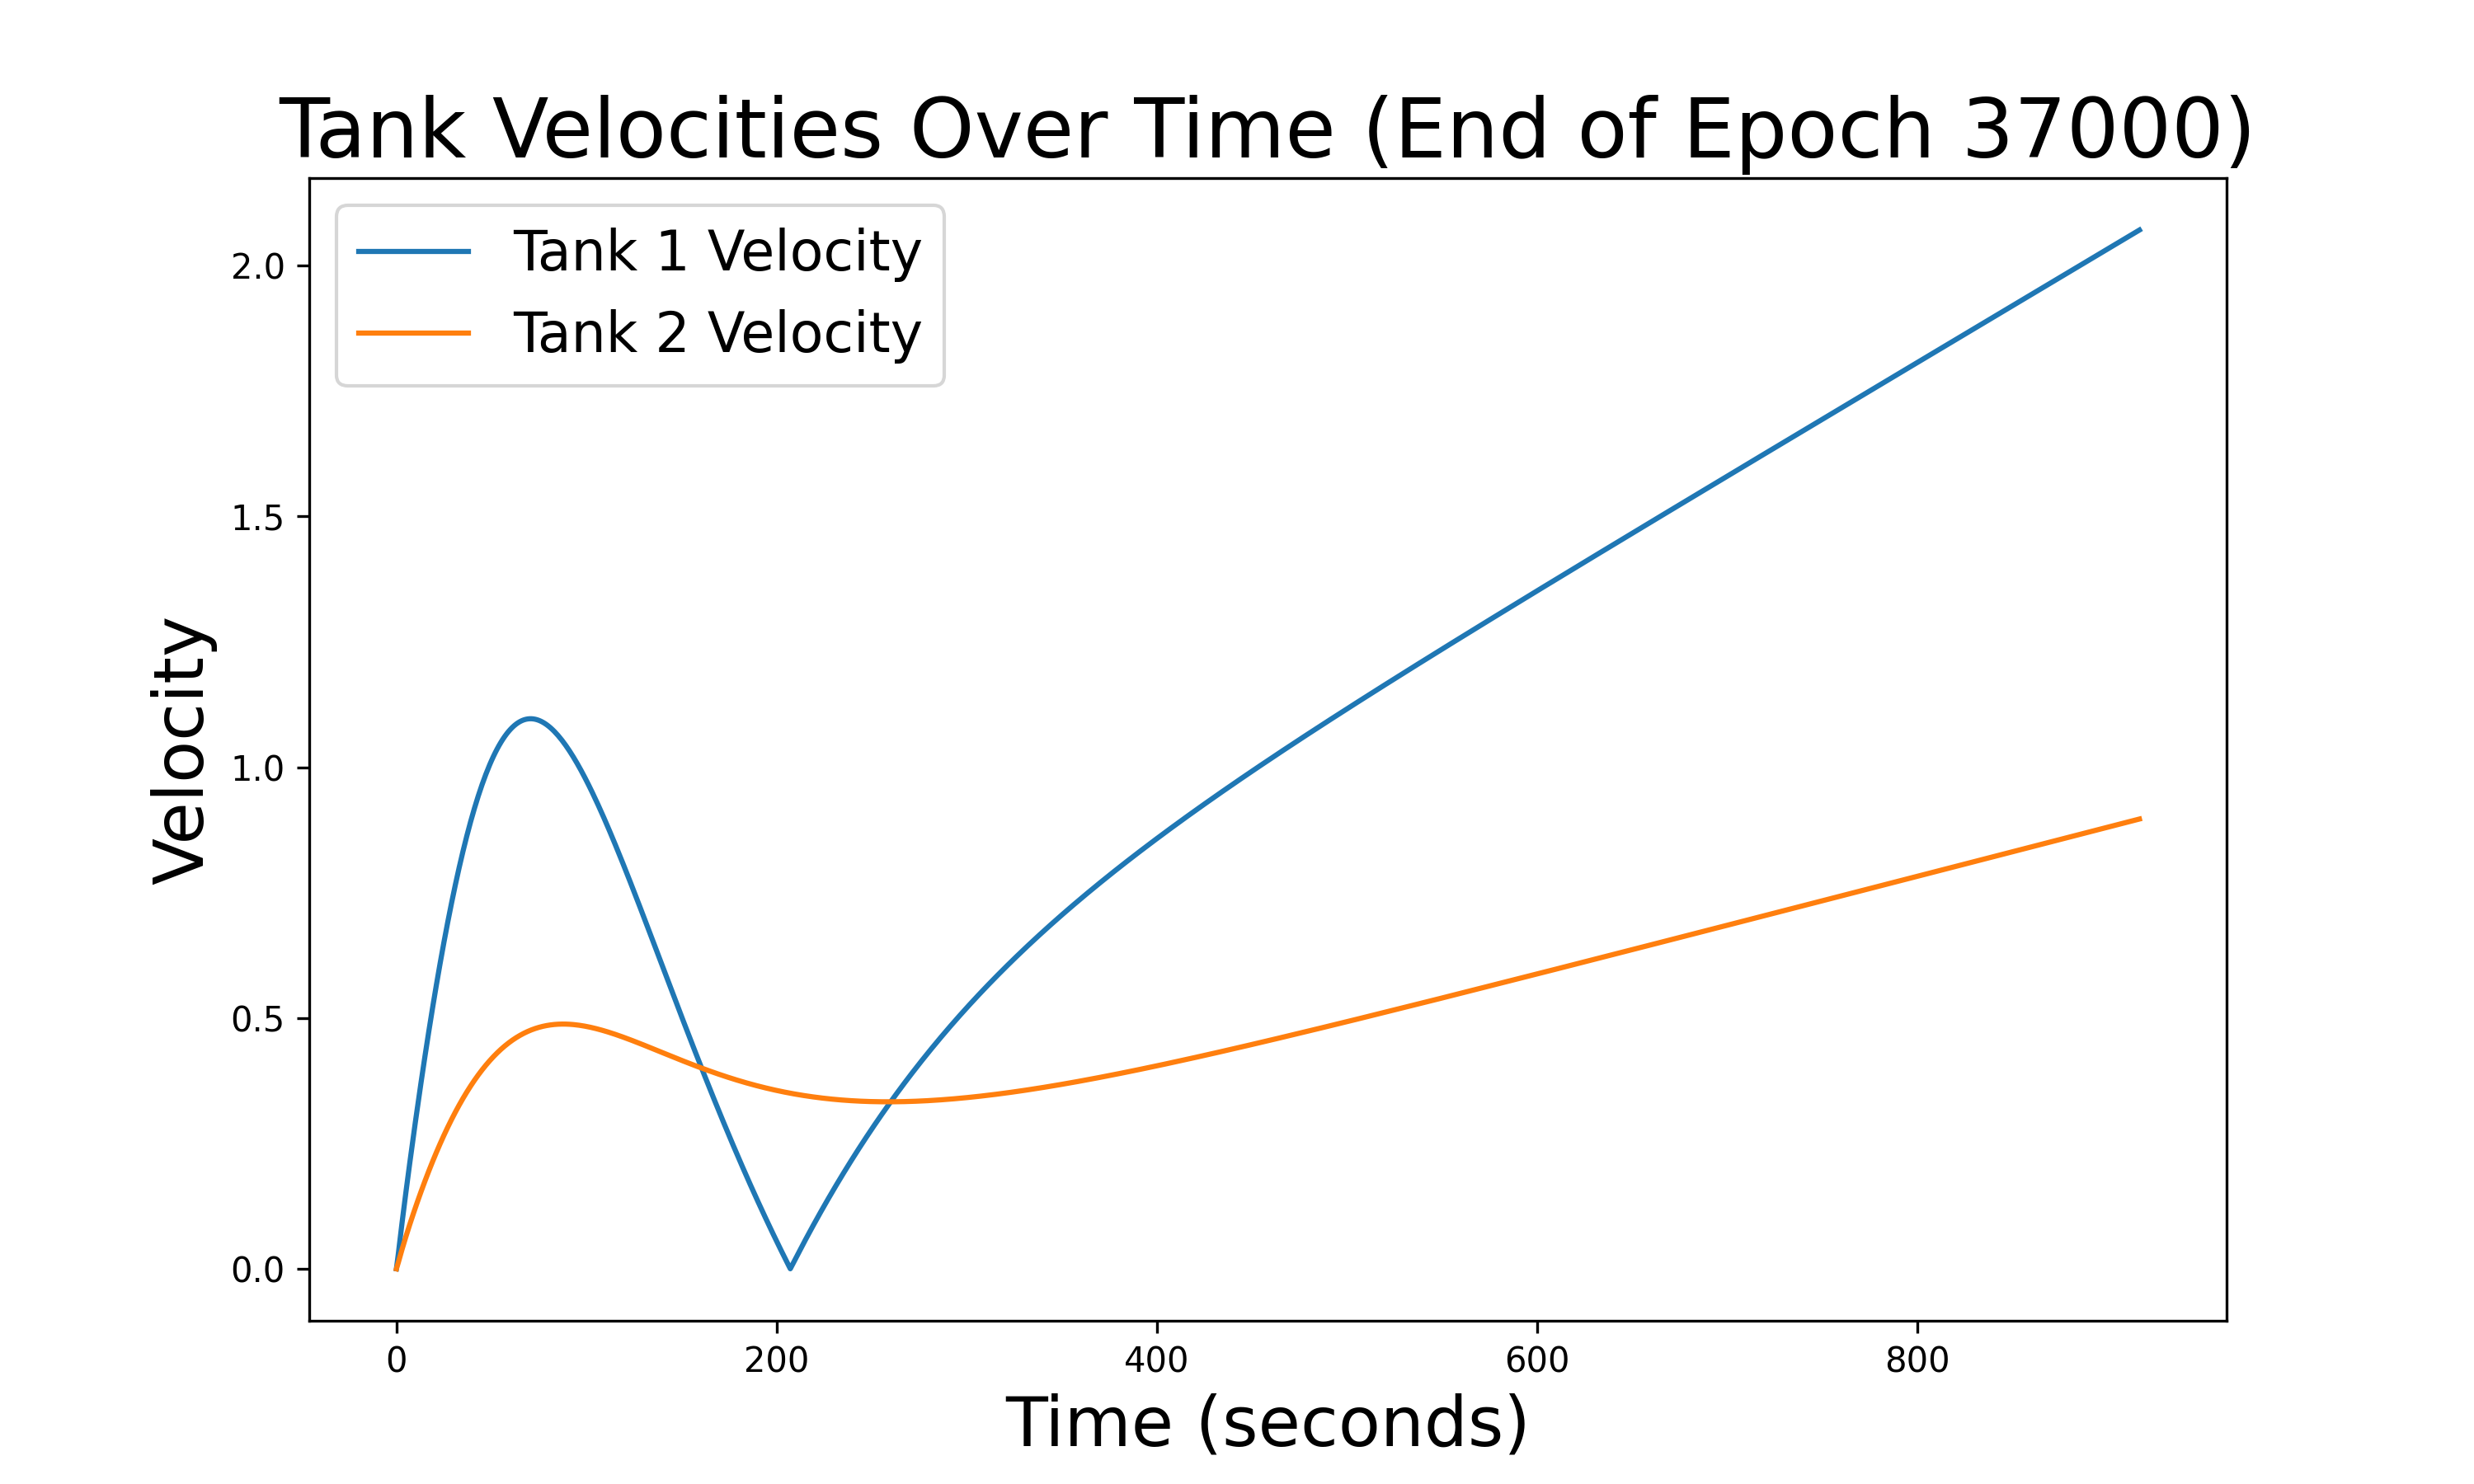 Tank Velocities Over Time (End of Epoch 37000)
Tank 1 Velocity
Tank 2 Velocity
Velocity
2.0
1.5
1.0
0.5
0.0
0 200 400 600 800
Time (seconds)